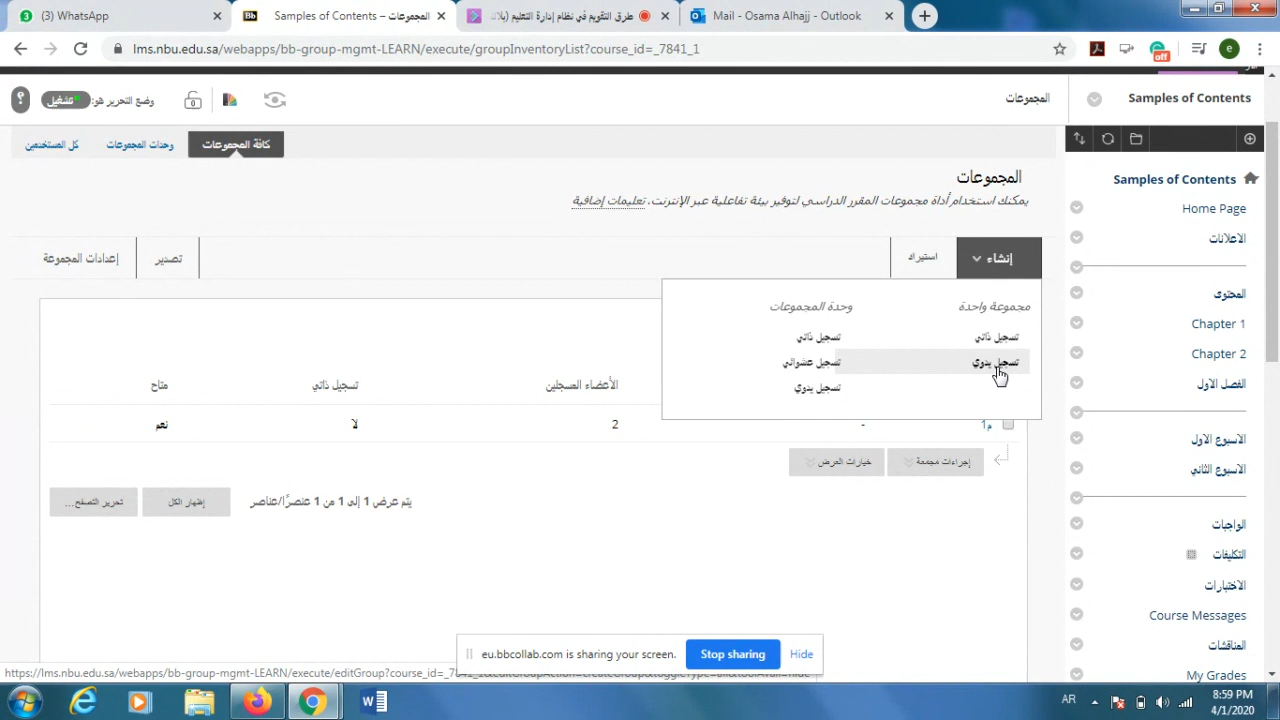 (3) WhatsApp
Samples of Contents – المجموعات
طرق التقويم في نظام إدارة التعليم (بلاك
Mail - Osama Alhajj - Outlook
lms.nbu.edu.sa/webapps/bb-group-mgmt-LEARN/execute/groupInventoryList?course_id=_7841_1
off
e
وضع التحرير هو: تشغيل
المجموعات
Samples of Contents
كافة المجموعات
وحدات المجموعات
كل المستخدمين
المجموعات
يمكنك استخدام أداة مجموعات المقرر الدراسي لتوفير بيئة تفاعلية عبر الإنترنت. تعليمات إضافية
إنشاء
استيراد
تصدير
إعدادات المجموعة
مجموعة واحدة
وحدة المجموعات
تسجيل ذاتي
تسجيل ذاتي
تسجيل يدوي
تسجيل عشوائي
تسجيل يدوي
الأعضاء المسجلين
تسجيل ذاتي
متاح
م1
-
2
لا
نعم
إجراءات مجمعة
خيارات العرض
يتم عرض 1 إلى 1 من 1 عنصرًا/عناصر
إظهار الكل
تحرير التصفح...
Samples of Contents
Home Page
الاعلانات
المحتوى
Chapter 1
Chapter 2
الفصل الاول
الاسبوع الاول
الاسبوع الثاني
الواجبات
التكليفات
الاختبارات
Course Messages
المناقشات
My Grades
eu.bbcollab.com is sharing your screen.
Stop sharing
Hide
AR
8:59 PM
4/1/2020